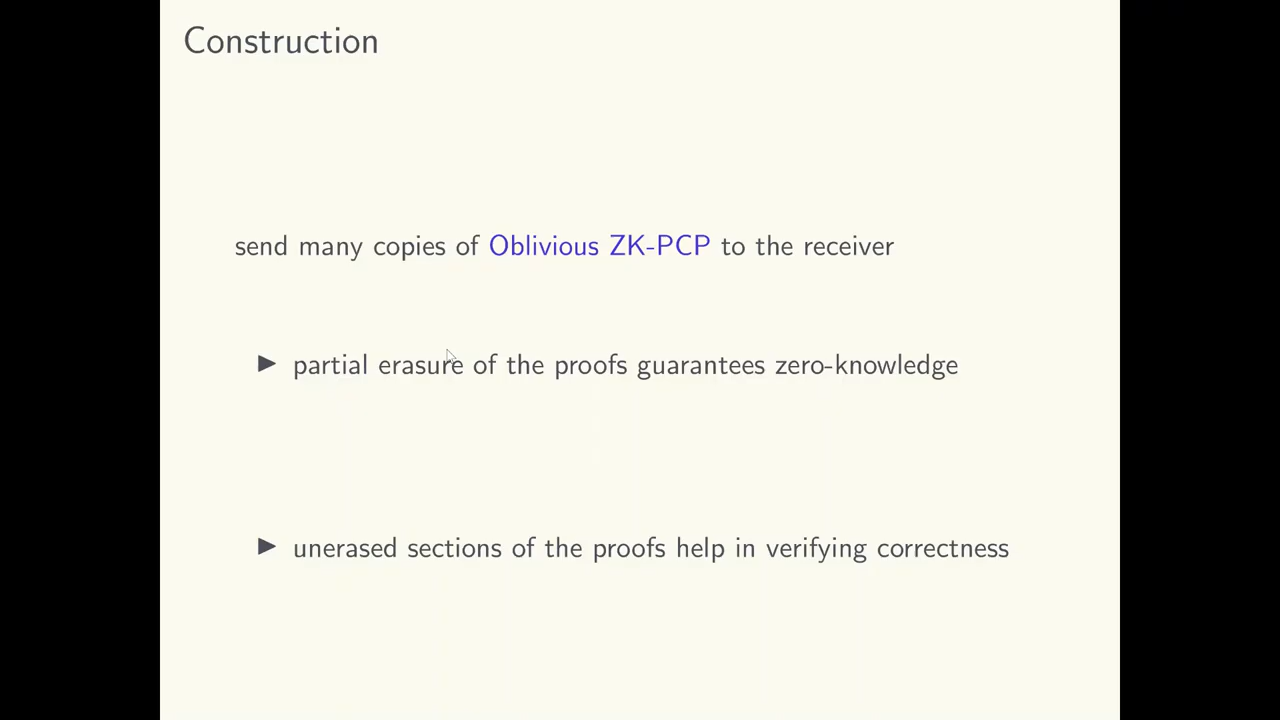 Construction
send many copies of Oblivious ZK-PCP to the receiver
▶ partial erasure of the proofs guarantees zero-knowledge
▶ unerased sections of the proofs help in verifying correctness